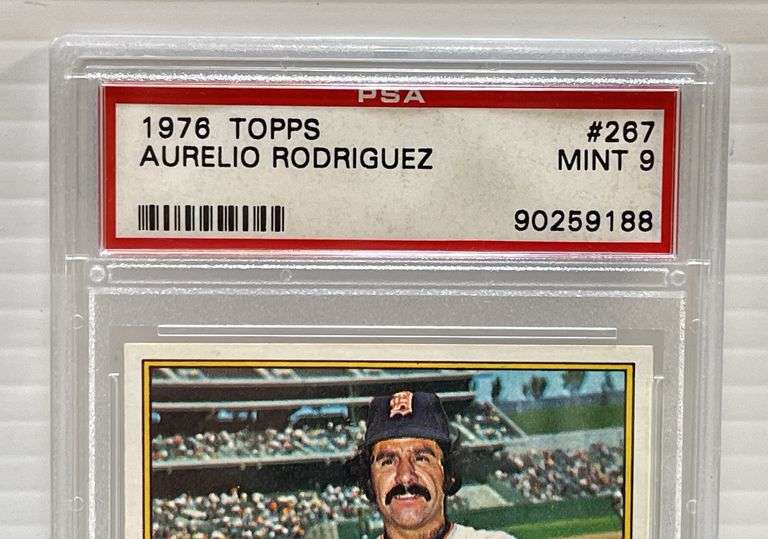 PSA
1976 TOPPS #267
AURELIO RODRIGUEZ MINT 9
90259188